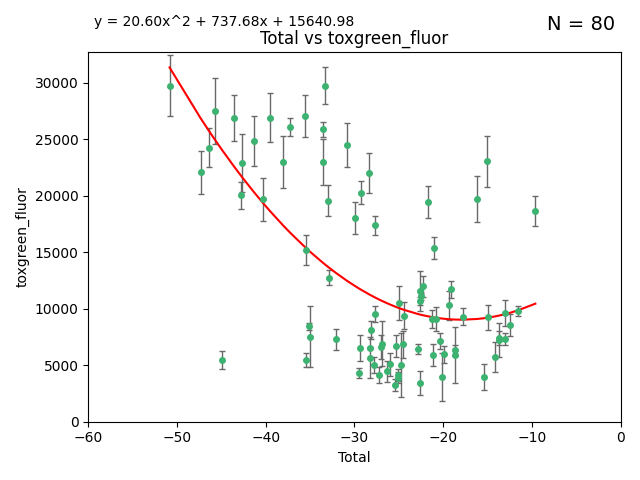 y = 20.60x^2 + 737.68x + 15640.98
N = 80
Total vs toxgreen_fluor
toxgreen_fluor
30000
25000
20000
15000
10000
5000
0
−60
−50
−40
−30
−20
−10
0
Total